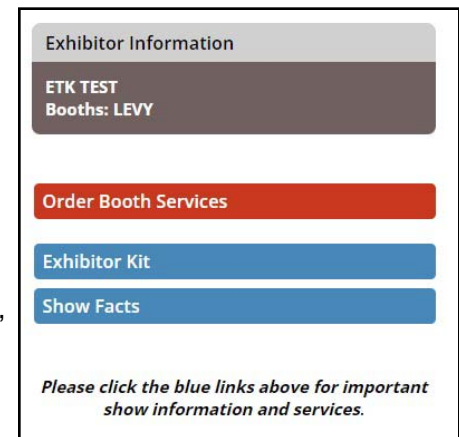 Exhibitor Information
ETK TEST
Booths: LEVY
Order Booth Services
Exhibitor Kit
Show Facts
,
Please click the blue links above for important
show information and services.